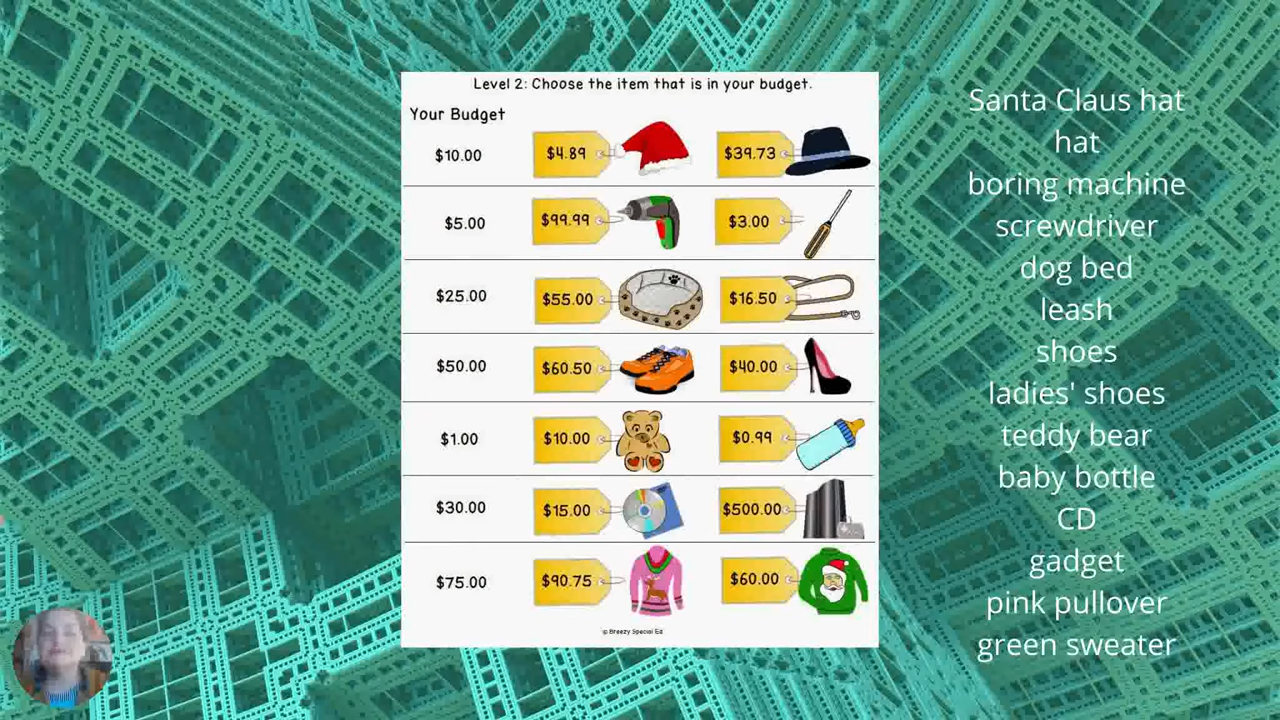 Level 2: Choose the item that is in your budget.
Your Budget
$10.00 $4.89 $39.73
$5.00 $99.99 $3.00
$25.00 $55.00 $16.50
$50.00 $60.50 $40.00
$1.00 $10.00 $0.99
$30.00 $15.00 $500.00
$75.00 $90.75 $60.00
© Breezy Special Ed
Santa Claus hat
hat
boring machine
screwdriver
dog bed
leash
shoes
ladies' shoes
teddy bear
baby bottle
CD
gadget
pink pullover
green sweater